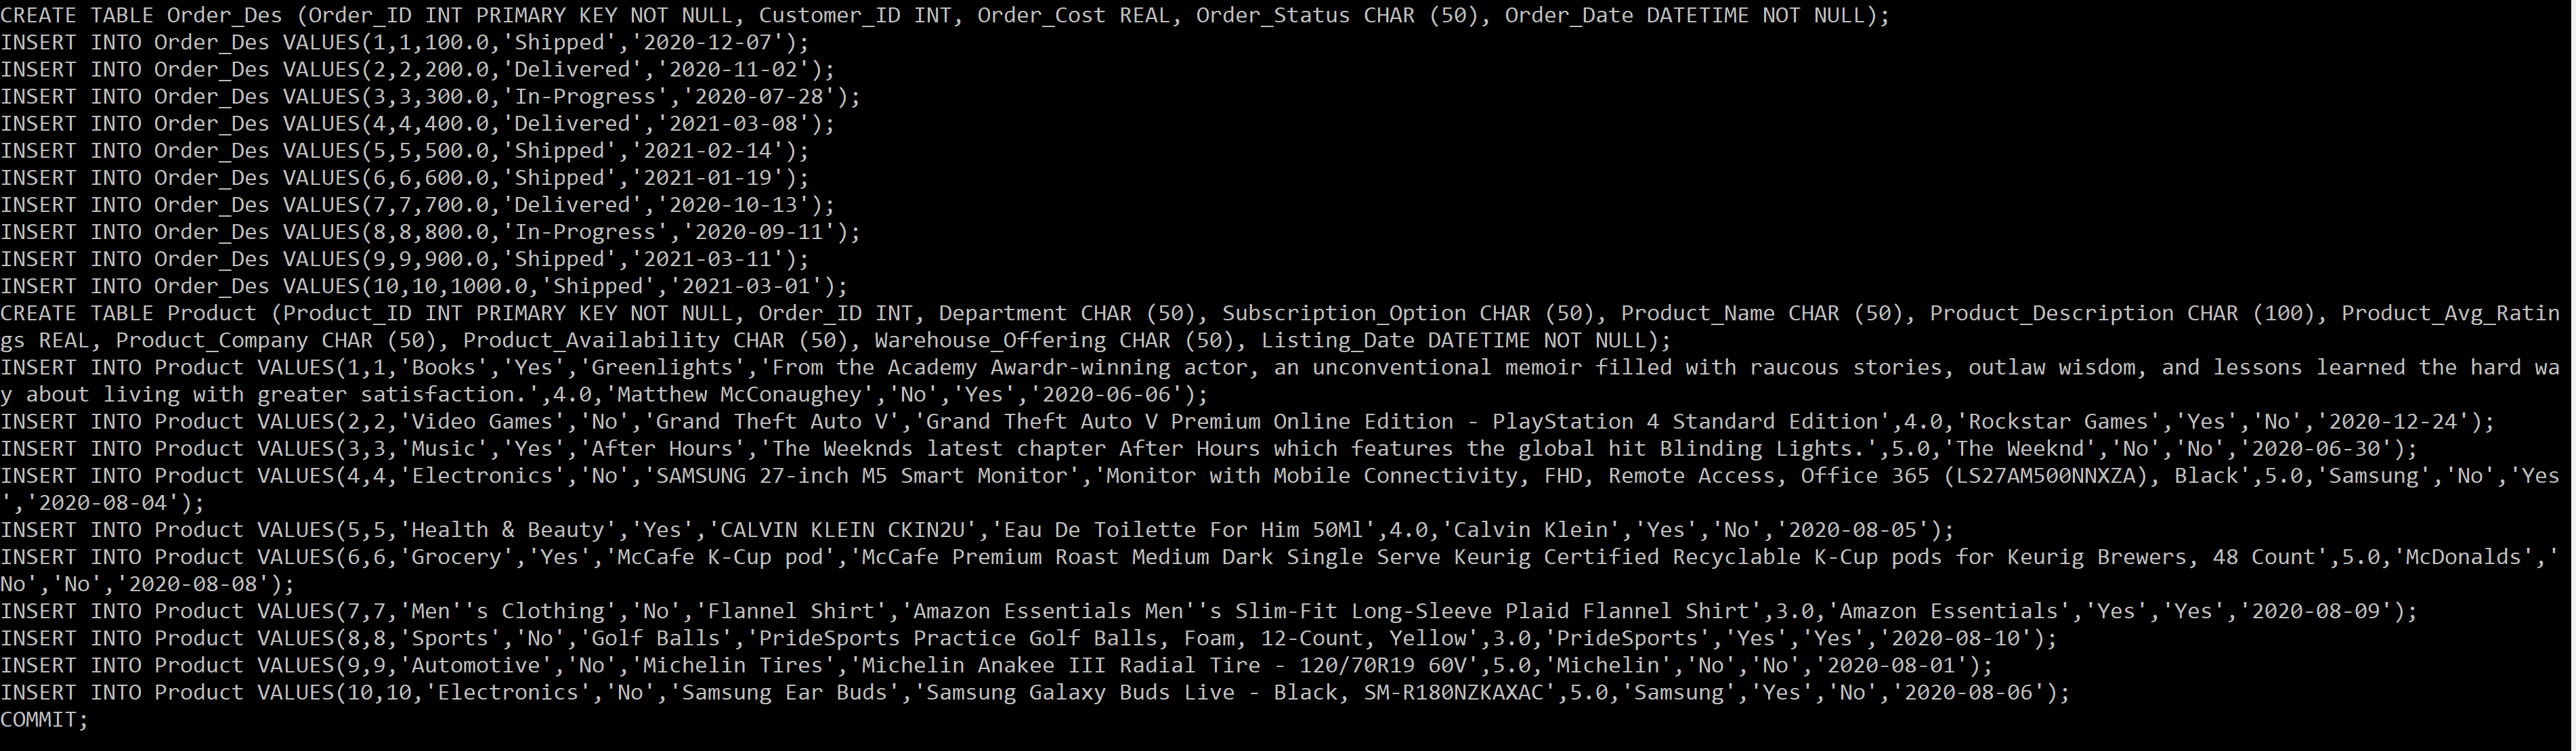 CREATE TABLE Order_Des (Order_ID INT PRIMARY KEY NOT NULL, Customer_ID INT, Order_Cost REAL, Order_Status CHAR (50), Order_Date DATETIME NOT NULL);
INSERT INTO Order_Des VALUES(1,1,100.0,'Shipped','2020-12-07');
INSERT INTO Order_Des VALUES(2,2,200.0,'Delivered','2020-11-02');
INSERT INTO Order_Des VALUES(3,3,300.0,'In-Progress','2020-07-28');
INSERT INTO Order_Des VALUES(4,4,400.0,'Delivered','2021-03-08');
INSERT INTO Order_Des VALUES(5,5,500.0,'Shipped','2021-02-14');
INSERT INTO Order_Des VALUES(6,6,600.0,'Shipped','2021-01-19');
INSERT INTO Order_Des VALUES(7,7,700.0,'Delivered','2020-10-13');
INSERT INTO Order_Des VALUES(8,8,800.0,'In-Progress','2020-09-11');
INSERT INTO Order_Des VALUES(9,9,900.0,'Shipped','2021-03-11');
INSERT INTO Order_Des VALUES(10,10,1000.0,'Shipped','2021-03-01');
CREATE TABLE Product (Product_ID INT PRIMARY KEY NOT NULL, Order_ID INT, Department CHAR (50), Subscription_Option CHAR (50), Product_Name CHAR (50), Product_Description CHAR (100), Product_Avg_Ratin
gs REAL, Product_Company CHAR (50), Product_Availability CHAR (50), Warehouse_Offering CHAR (50), Listing_Date DATETIME NOT NULL);
INSERT INTO Product VALUES(1,1,'Books','Yes','Greenlights','From the Academy Awardr-winning actor, an unconventional memoir filled with raucous stories, outlaw wisdom, and lessons learned the hard wa
y about living with greater satisfaction.',4.0,'Matthew McConaughey','No','Yes','2020-06-06');
INSERT INTO Product VALUES(2,2,'Video Games','No','Grand Theft Auto V','Grand Theft Auto V Premium Online Edition - PlayStation 4 Standard Edition',4.0,'Rockstar Games','Yes','No','2020-12-24');
INSERT INTO Product VALUES(3,3,'Music','Yes','After Hours','The Weeknds latest chapter After Hours which features the global hit Blinding Lights.',5.0,'The Weeknd','No','No','2020-06-30');
INSERT INTO Product VALUES(4,4,'Electronics','No','SAMSUNG 27-inch M5 Smart Monitor','Monitor with Mobile Connectivity, FHD, Remote Access, Office 365 (LS27AM500NNXZA), Black',5.0,'Samsung','No','Yes
','2020-08-04');
INSERT INTO Product VALUES(5,5,'Health & Beauty','Yes','CALVIN KLEIN CKIN2U','Eau De Toilette For Him 50Ml',4.0,'Calvin Klein','Yes','No','2020-08-05');
INSERT INTO Product VALUES(6,6,'Grocery','Yes','McCafe K-Cup pod','McCafe Premium Roast Medium Dark Single Serve Keurig Certified Recyclable K-Cup pods for Keurig Brewers, 48 Count',5.0,'McDonalds','
No','No','2020-08-08');
INSERT INTO Product VALUES(7,7,'Men''s Clothing','No','Flannel Shirt','Amazon Essentials Men''s Slim-Fit Long-Sleeve Plaid Flannel Shirt',3.0,'Amazon Essentials','Yes','Yes','2020-08-09');
INSERT INTO Product VALUES(8,8,'Sports','No','Golf Balls','PrideSports Practice Golf Balls, Foam, 12-Count, Yellow',3.0,'PrideSports','Yes','Yes','2020-08-10');
INSERT INTO Product VALUES(9,9,'Automotive','No','Michelin Tires','Michelin Anakee III Radial Tire - 120/70R19 60V',5.0,'Michelin','No','No','2020-08-01');
INSERT INTO Product VALUES(10,10,'Electronics','No','Samsung Ear Buds','Samsung Galaxy Buds Live - Black, SM-R180NZKAXAC',5.0,'Samsung','Yes','No','2020-08-06');
COMMIT;